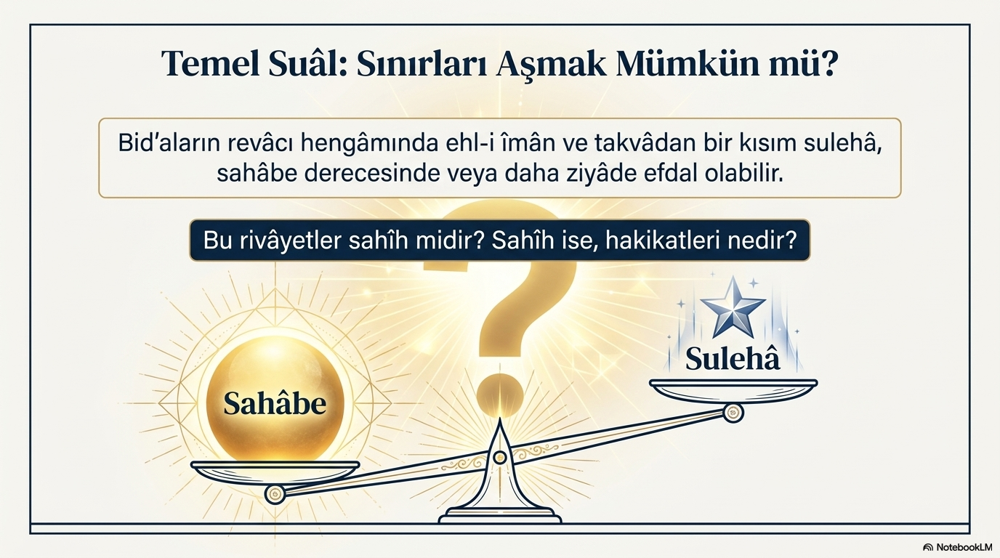 Temel Suâl: Sınırları Aşmak Mümkün mü?
Bid'aların revâcı hengâmında ehl-i îmân ve takvâdan bir kısım sulehâ,
sahâbe derecesinde veya daha ziyâde efdal olabilir.
Bu rivâyetler sahîh midir? Sahîh ise, hakikatleri nedir?
Sahâbe
Sulehâ
NotebookLM